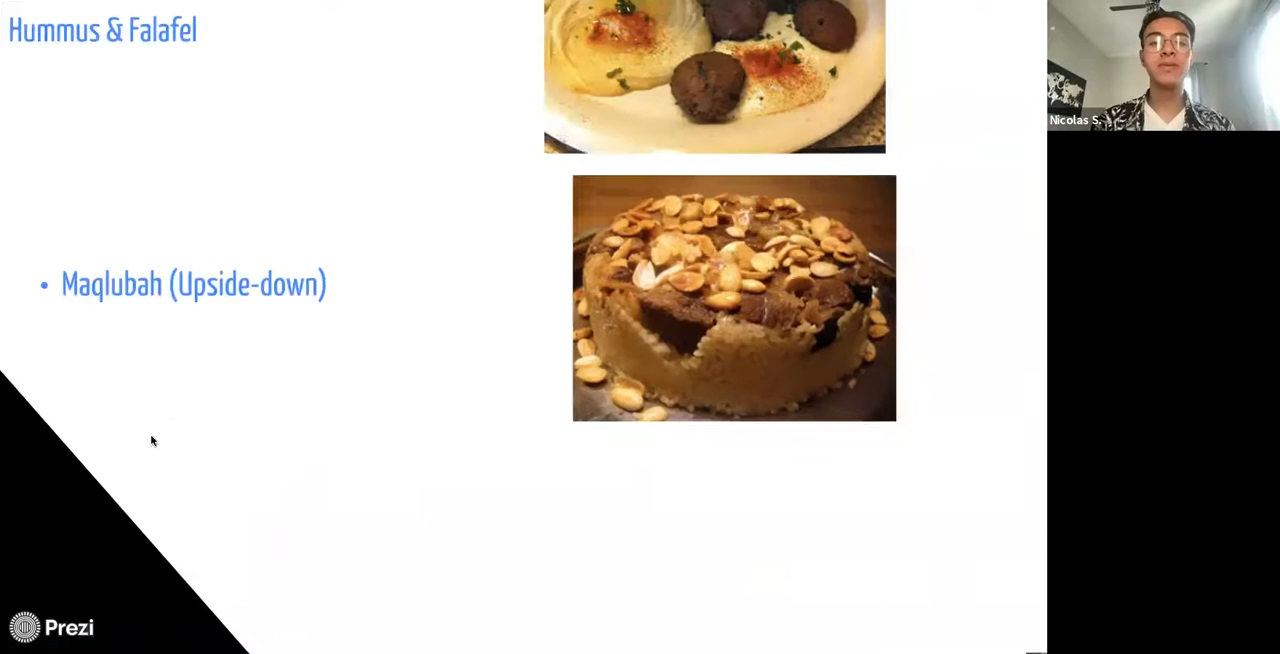 Hummus & Falafel
Nicolas S.
• Maqlubah (Upside-down)
Prezi